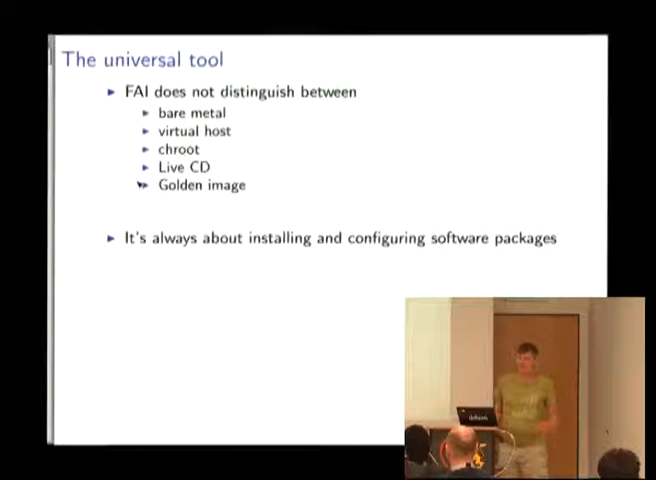 The universal tool
FAI does not distinguish between
bare metal
virtual host
chroot
Live CD
Golden image
It's always about installing and configuring software packages
debian